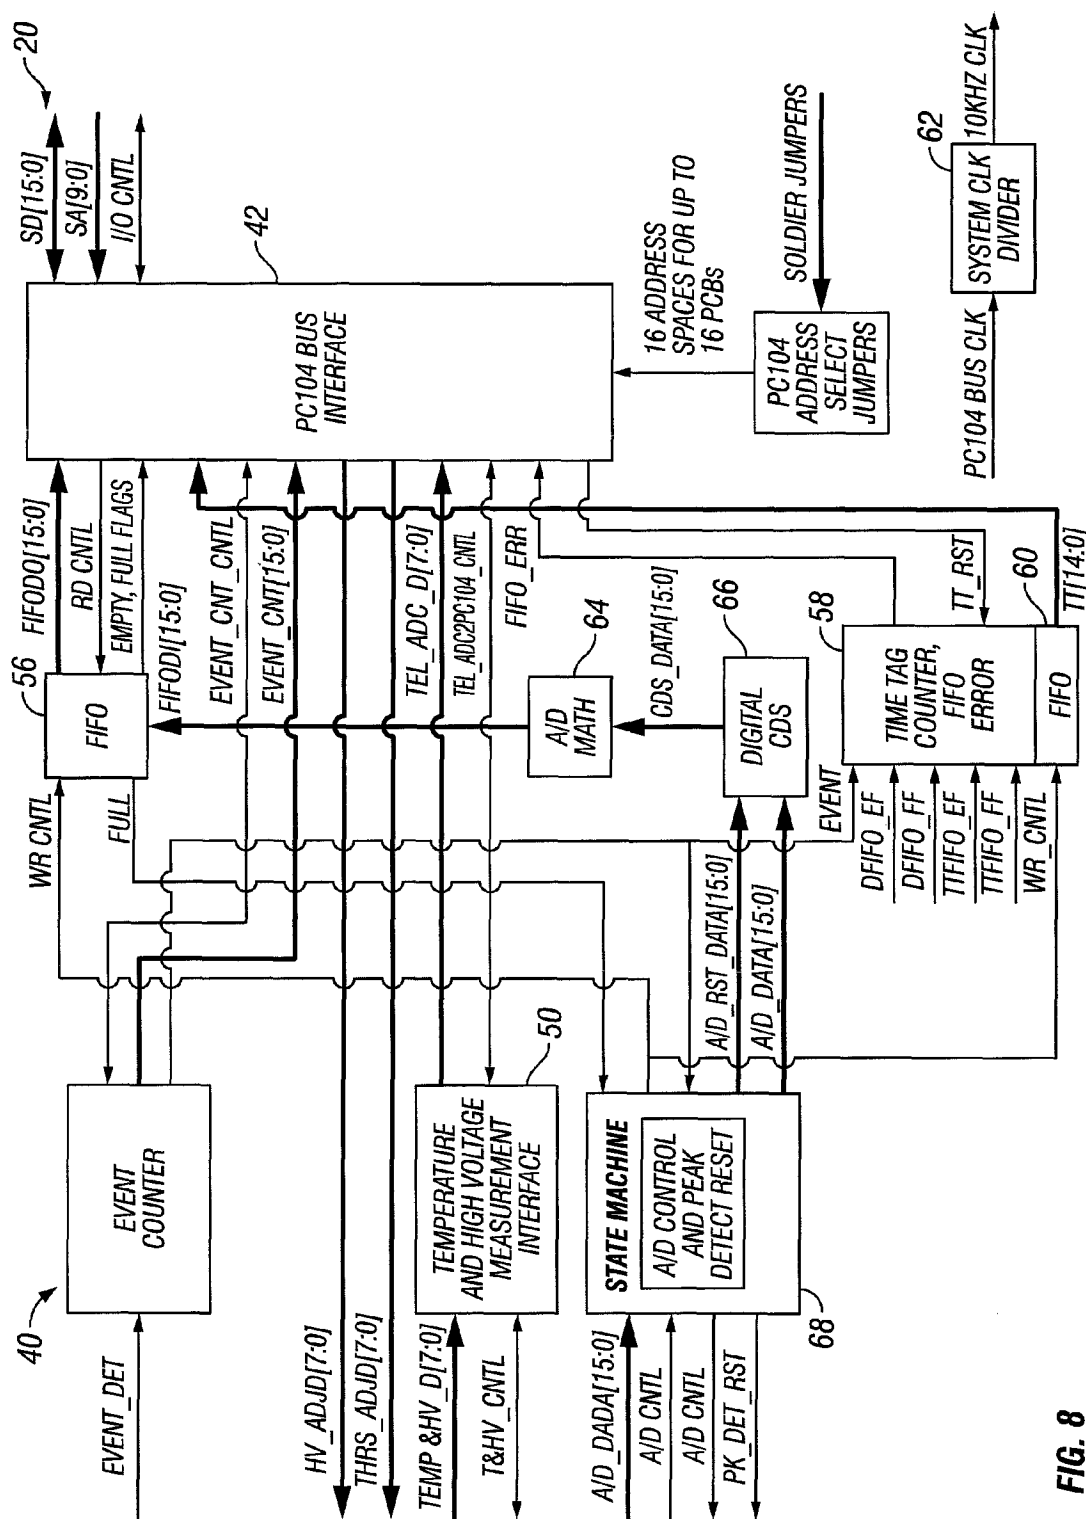 40
20
EVENT_DET
EVENT
COUNTER
WR CNTL
FULL
56
FIFO
FIFODO[15:0]
RD CNTL
EMPTY, FULL FLAGS
FIFODI[15:0]
EVENT_CNT_CNTL
EVENT_CNT[15:0]
SD[15:0]
SA[9:0]
I/O CNTL
42
PC104 BUS
INTERFACE
HV_ADJD[7:0]
THRS_ADJD[7:0]
TEMP &HV_D[7:0]
T&HV_CNTL
TEMPERATURE
AND HIGH VOLTAGE
MEASUREMENT
INTERFACE
50
TEL_ADC_D[7:0]
TEL_ADC2PC104_CNTL
FIFO_ERR
A/D_DADA[15:0]
A/D CNTL
A/D CNTL
PK_DET_RST
STATE MACHINE
A/D CONTROL
AND PEAK
DETECT RESET
68
A/D_RST_DATA[15:0]
A/D_DATA[15:0]
A/D
MATH
64
CDS_DATA[15:0]
DIGITAL
CDS
66
EVENT
DFIFO_EF
DFIFO_FF
TTFIFO_EF
TTFIFO_FF
WR_CNTL
58
TIME TAG
COUNTER,
FIFO
ERROR
FIFO
60
TT_RST
TT[14:0]
16 ADDRESS
SPACES FOR UP TO
16 PCBs
PC104
ADDRESS
SELECT
JUMPERS
SOLDIER JUMPERS
PC104 BUS CLK
SYSTEM CLK
DIVIDER
62
10KHZ CLK
FIG. 8